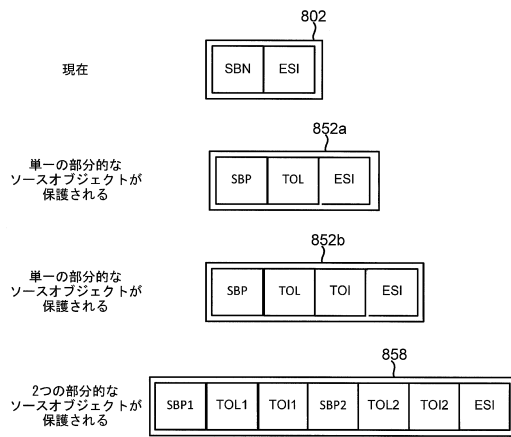 802
現在
SBN ESI
852a
単一の部分的な
ソースオブジェクトが
保護される
SBP TOL ESI
852b
単一の部分的な
ソースオブジェクトが
保護される
SBP TOL TOI ESI
858
2つの部分的な
ソースオブジェクトが
保護される
SBP1 TOL1 TOI1 SBP2 TOL2 TOI2 ESI